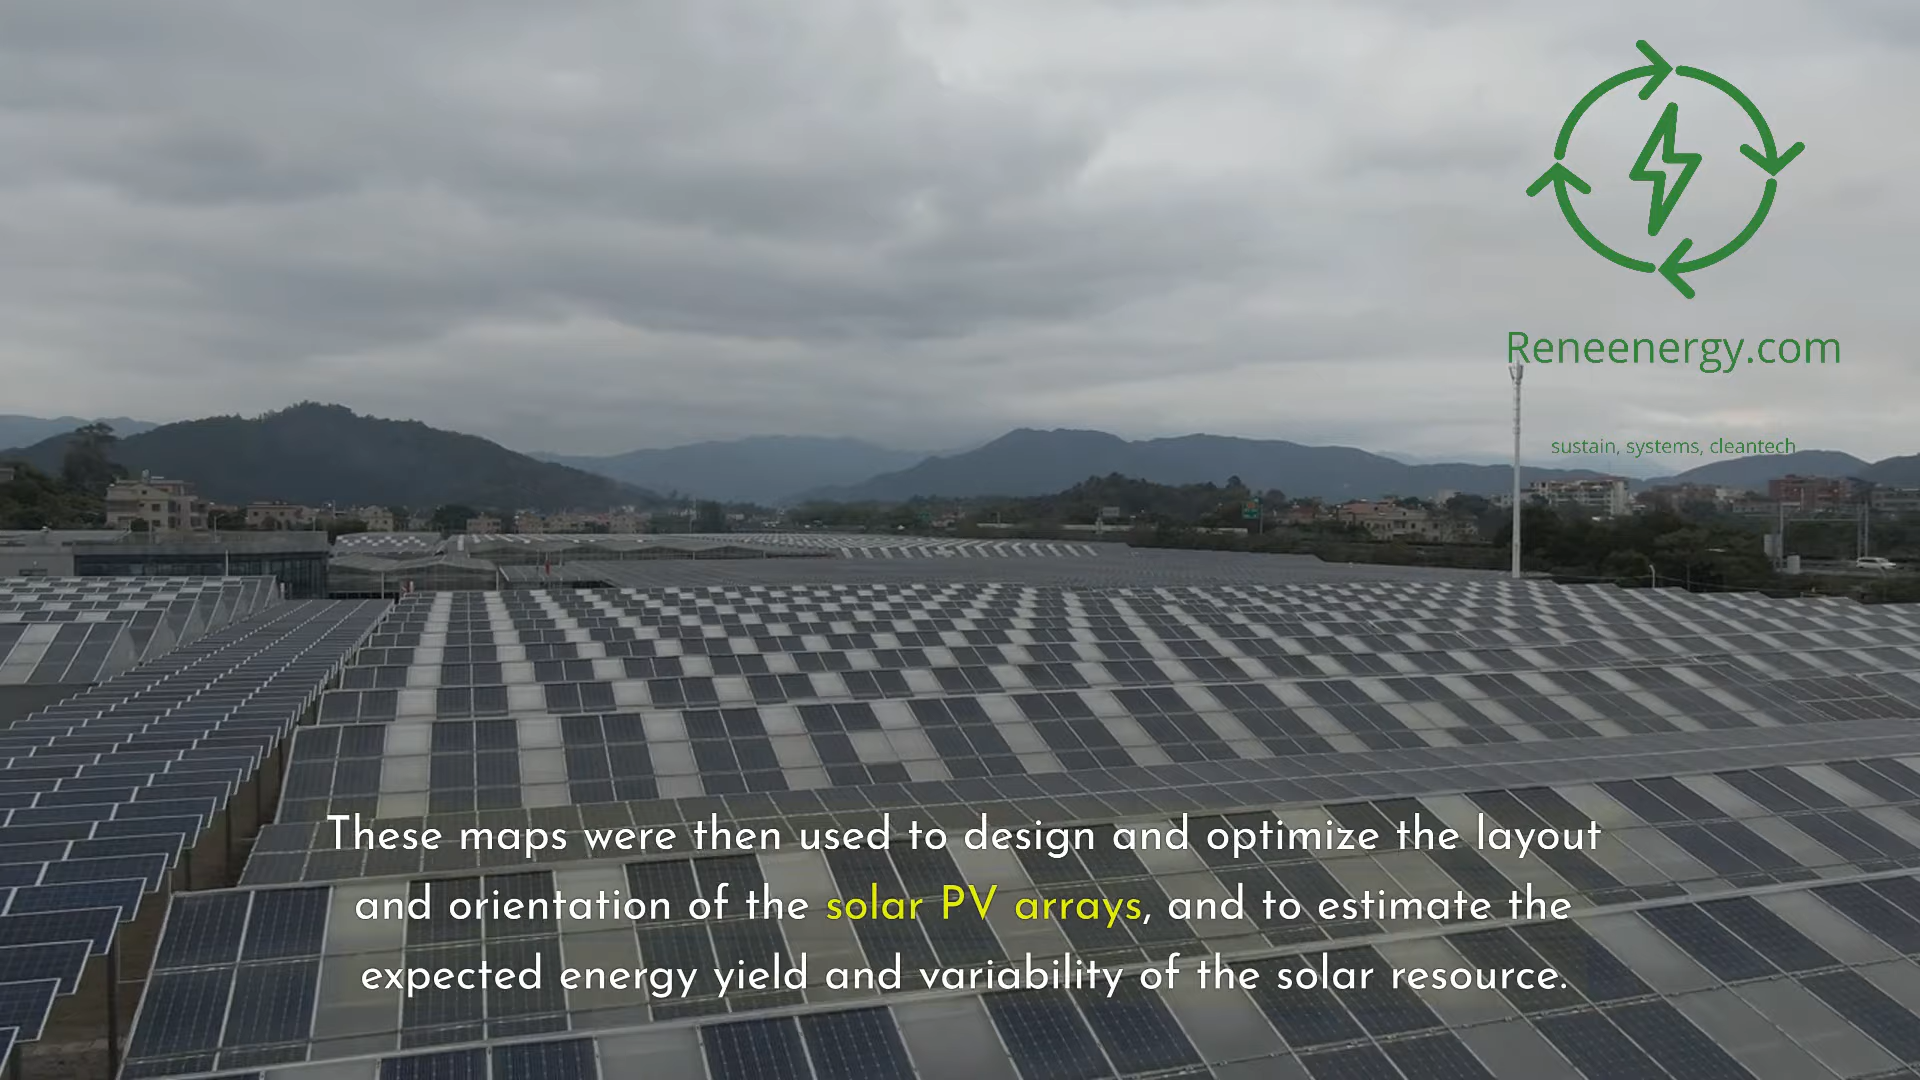 Reneenergy.com
sustain, systems, cleantech
These maps were then used to design and optimize the layout
and orientation of the solar PV arrays, and to estimate the
expected energy yield and variability of the solar resource.